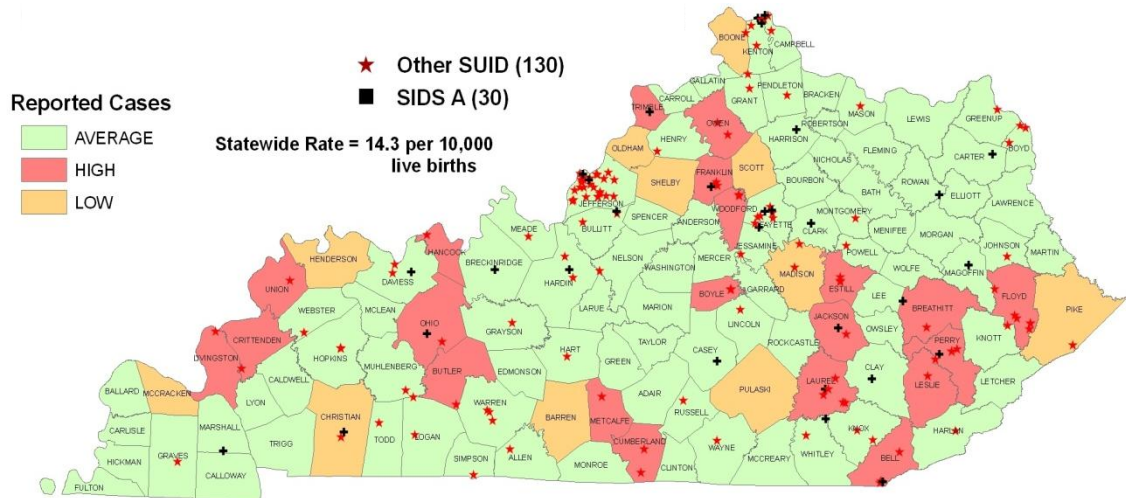 Other SUID (130)
SIDS A (30)
Statewide Rate = 14.3 per 10,000
live births
Reported Cases
AVERAGE
HIGH
LOW
BOONE
KENTON
CAMPBELL
GALLATIN
PENDLETON
GRANT
BRACKEN
CARROLL
TRIMBLE
OWEN
MASON
LEWIS
GREENUP
ROBERTSON
HARRISON
HENRY
BOYD
OLDHAM
FLEMING
CARTER
SCOTT
NICHOLAS
SHELBY
FRANKLIN
BOURBON
ROWAN
BATH
ELLIOTT
JEFFERSON
WOODFORD
LAWRENCE
SPENCER
ANDERSON
FAYETTE
MONTGOMERY
CLARK
BULLITT
MENIFEE
MORGAN
MEADE
JESSAMINE
POWELL
JOHNSON
MARTIN
HANCOCK
NELSON
MERCER
HENDERSON
BRECKINRIDGE
WASHINGTON
WOLFE
MAGOFFIN
DAVIESS
HARDIN
MADISON
ESTILL
UNION
BOYLE
GARRARD
LEE
BREATHITT
FLOYD
LARUE
MARION
WEBSTER
MCLEAN
OHIO
LINCOLN
JACKSON
OWSLEY
PIKE
CRITTENDEN
GRAYSON
TAYLOR
ROCKCASTLE
PERRY
KNOTT
HOPKINS
HART
CASEY
LIVINGSTON
MUHLENBERG
BUTLER
EDMONSON
GREEN
CLAY
LESLIE
LETCHER
CALDWELL
PULASKI
LAUREL
BALLARD
MCCRACKEN
LYON
ADAIR
WARREN
RUSSELL
CHRISTIAN
BARREN
METCALFE
CARLISLE
MARSHALL
TRIGG
TODD
LOGAN
KNOX
HARLAN
CUMBERLAND
WAYNE
WHITLEY
GRAVES
SIMPSON
ALLEN
MONROE
CLINTON
MCCREARY
BELL
HICKMAN
CALLOWAY
FULTON